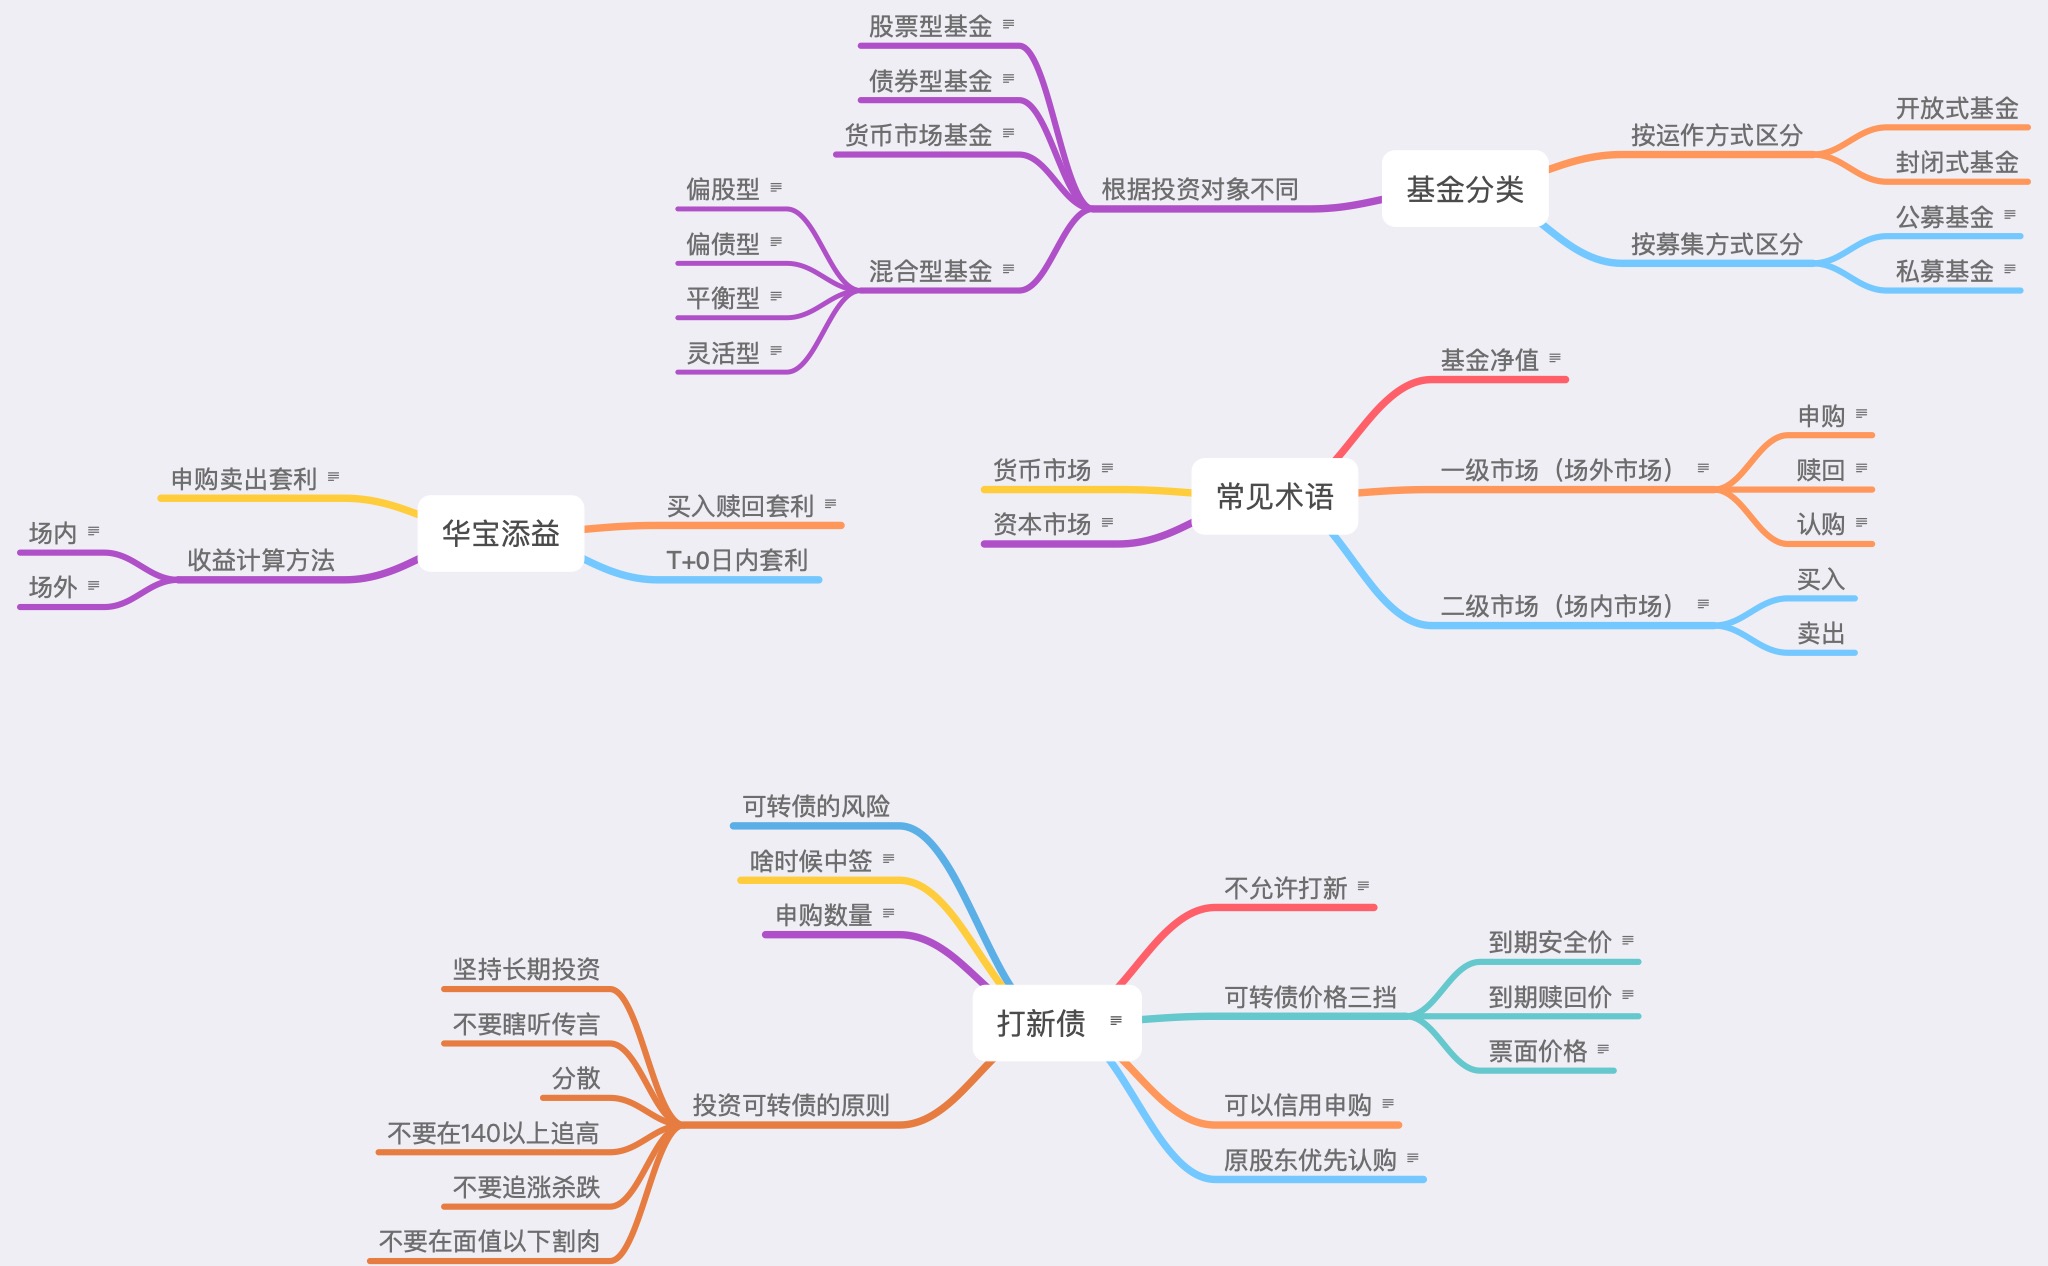 基金分类
按运作方式区分
开放式基金
封闭式基金
按募集方式区分
公募基金
私募基金
根据投资对象不同
股票型基金
债券型基金
货币市场基金
混合型基金
偏股型
偏债型
平衡型
灵活型
常见术语
基金净值
一级市场（场外市场）
申购
赎回
认购
二级市场（场内市场）
买入
卖出
货币市场
资本市场
华宝添益
买入赎回套利
T+0日内套利
申购卖出套利
收益计算方法
场内
场外
打新债
不允许打新
可转债价格三挡
到期安全价
到期赎回价
票面价格
可以信用申购
原股东优先认购
可转债的风险
啥时候中签
申购数量
投资可转债的原则
坚持长期投资
不要瞎听传言
分散
不要在140以上追高
不要追涨杀跌
不要在面值以下割肉